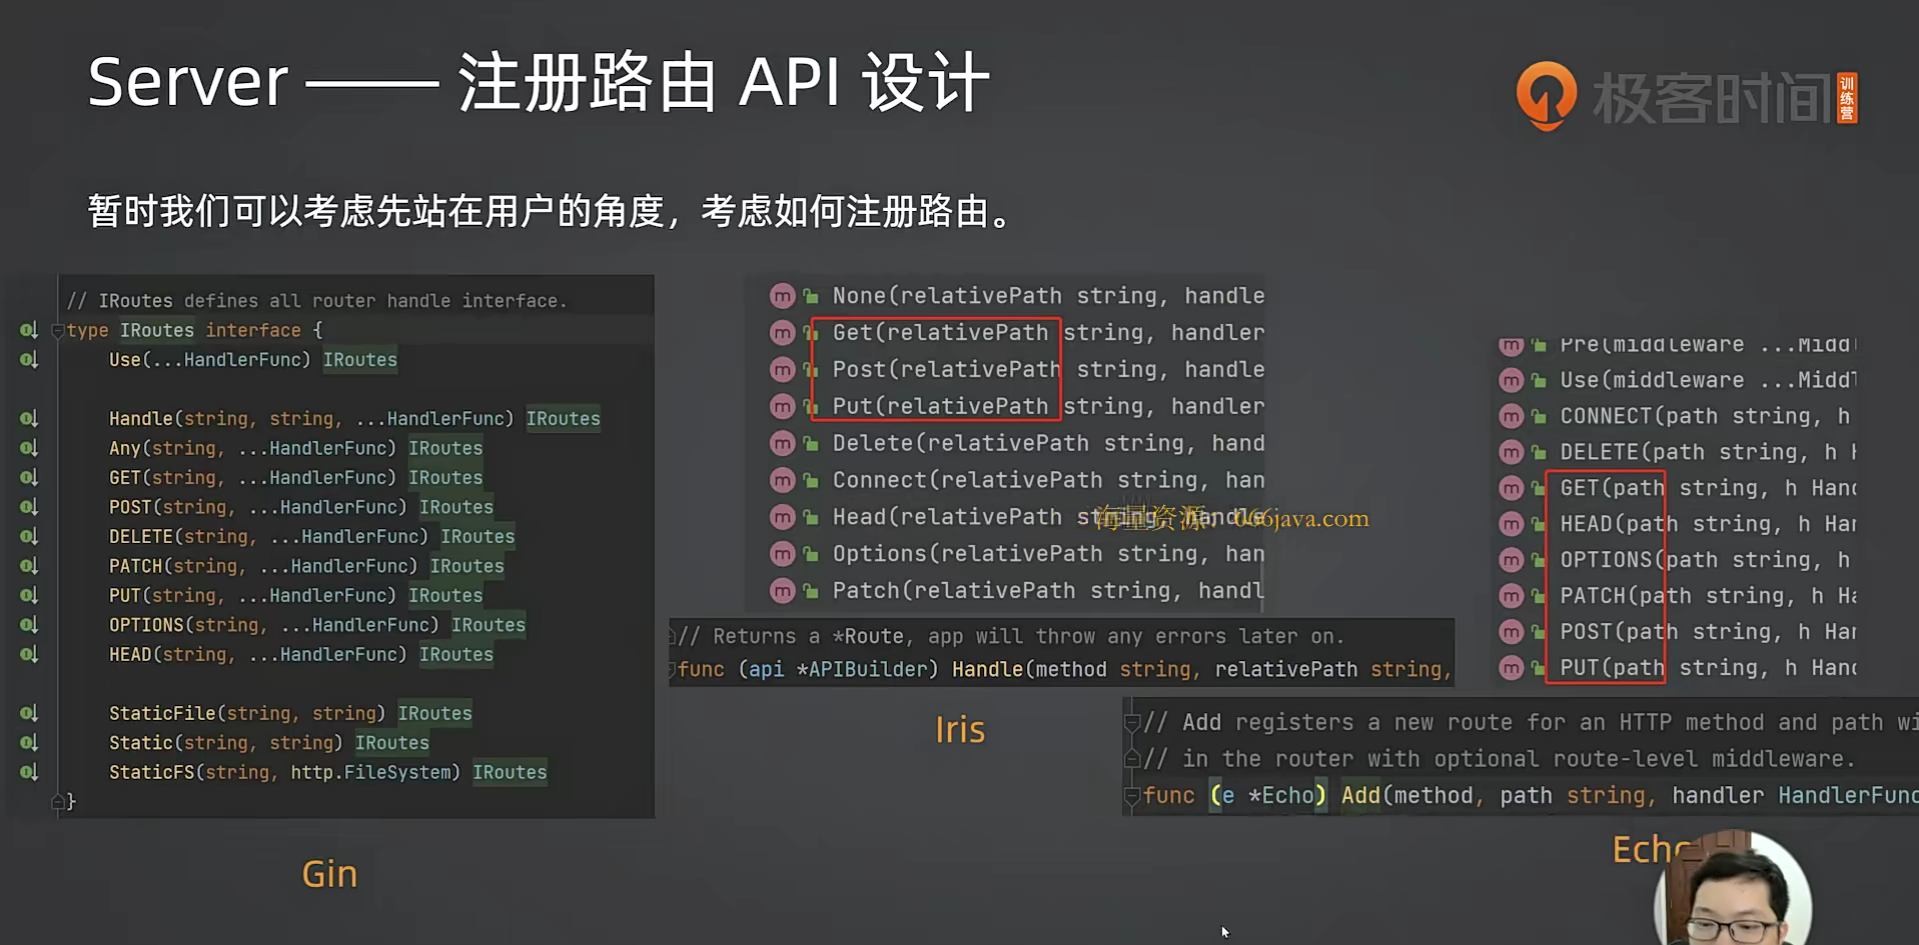 Server —— 注册路由 API 设计
极客时间
训练营
暂时我们可以考虑先站在用户的角度，考虑如何注册路由。
// IRoutes defines all router handle interface.
type IRoutes interface {
Use(...HandlerFunc) IRoutes
Handle(string, string, ...HandlerFunc) IRoutes
Any(string, ...HandlerFunc) IRoutes
GET(string, ...HandlerFunc) IRoutes
POST(string, ...HandlerFunc) IRoutes
DELETE(string, ...HandlerFunc) IRoutes
PATCH(string, ...HandlerFunc) IRoutes
PUT(string, ...HandlerFunc) IRoutes
OPTIONS(string, ...HandlerFunc) IRoutes
HEAD(string, ...HandlerFunc) IRoutes
StaticFile(string, string) IRoutes
Static(string, string) IRoutes
StaticFS(string, http.FileSystem) IRoutes
}
Gin
None(relativePath string, handle
Get(relativePath string, handler
Post(relativePath string, handle
Put(relativePath string, handler
Delete(relativePath string, hand
Connect(relativePath string, han
Head(relativePath string, handle
Options(relativePath string, han
Patch(relativePath string, handl
海量资源：666java.com
// Returns a *Route, app will throw any errors later on.
func (api *APIBuilder) Handle(method string, relativePath string,
Iris
Pre(middleware ...Midd
Use(middleware ...Middl
CONNECT(path string, h
DELETE(path string, h H
GET(path string, h Hand
HEAD(path string, h Han
OPTIONS(path string, h
PATCH(path string, h Ha
POST(path string, h Han
PUT(path string, h Hand
// Add registers a new route for an HTTP method and path wi
// in the router with optional route-level middleware.
func (e *Echo) Add(method, path string, handler HandlerFunc
Echo